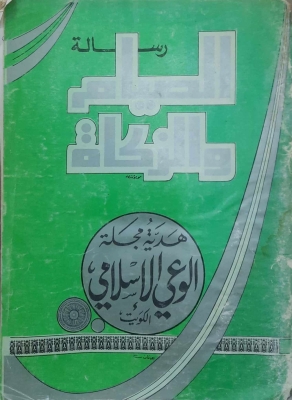 رسالة
الصيام
والزكاة
هدية مجلة
الوعي الإسلامي
الكويت